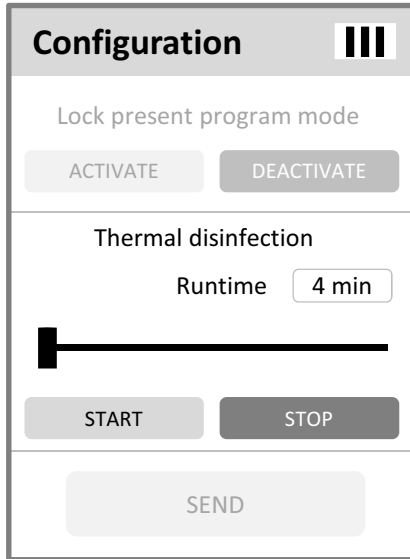 Configuration
Lock present program mode
ACTIVATE DEACTIVATE
Thermal disinfection
Runtime 4 min
START STOP
SEND